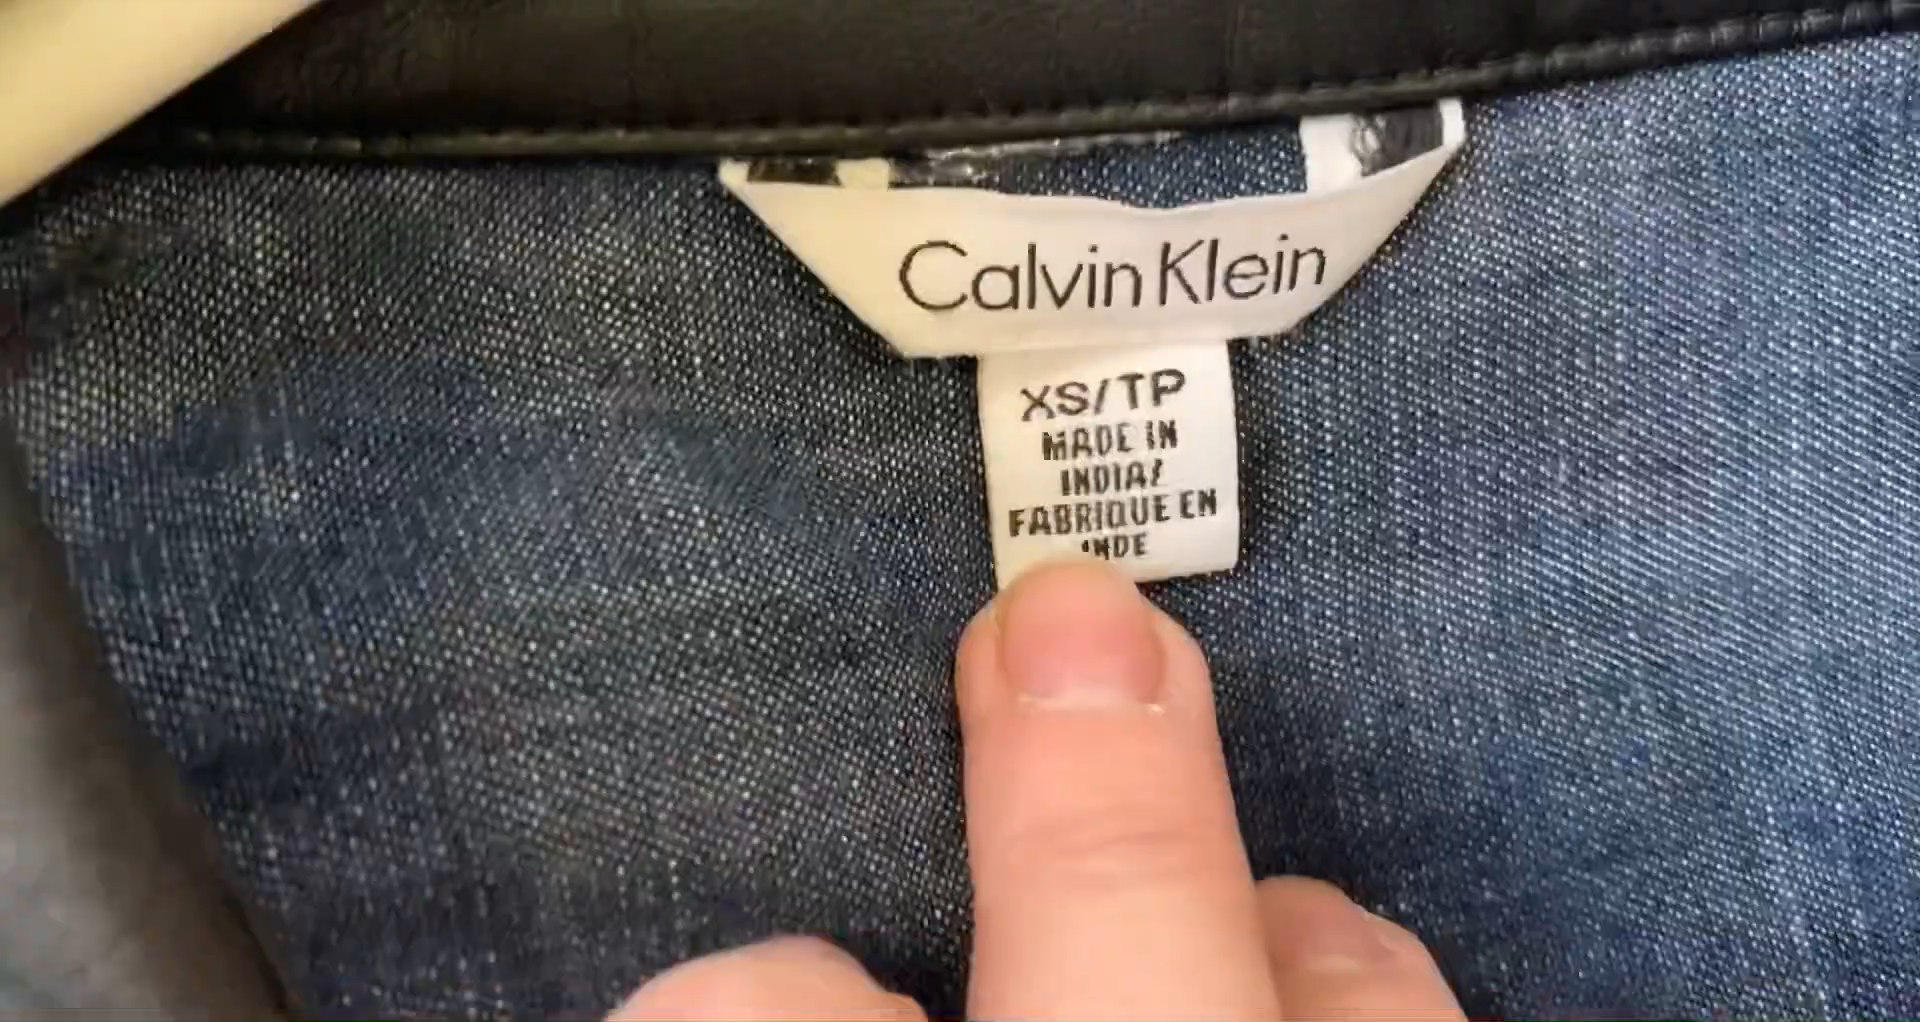 Calvin Klein
XS/TP
MADE IN
INDIA/
FABRIQUE EN
INDE